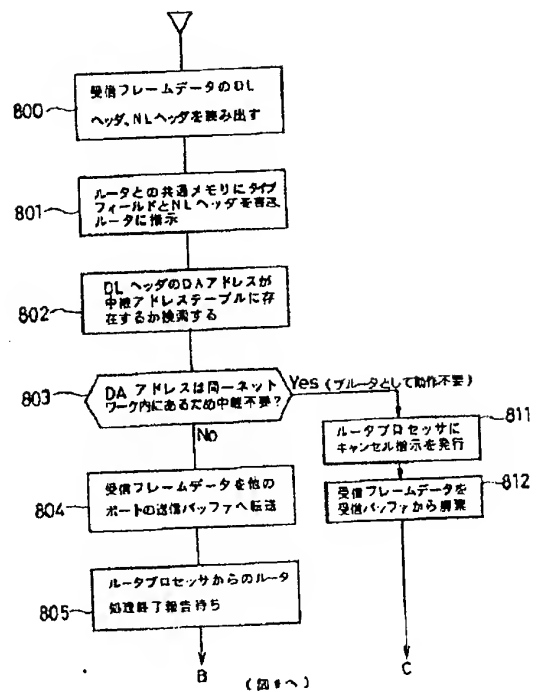 800
受信フレームデータのDL
ヘッダ、NLヘッダを読み出す
801
ルータとの共通メモリにタイプ
フィールドとNLヘッダを書込、
ルータに指示
802
DL ヘッダのDAアドレスが
中継アドレステーブルに存
在するか検索する
803
DA アドレスは同一ネット
ワーク内にあるため中継不要?
Yes (ブルータとして動作不要)
No
811
ルータプロセッサに
キャンセル指示を発行
804
受信フレームデータを他の
ポートの送信バッファへ転送
812
受信フレームデータを
受信バッファから廃棄
805
ルータプロセッサからのルータ
処理終了報告待ち
B
C